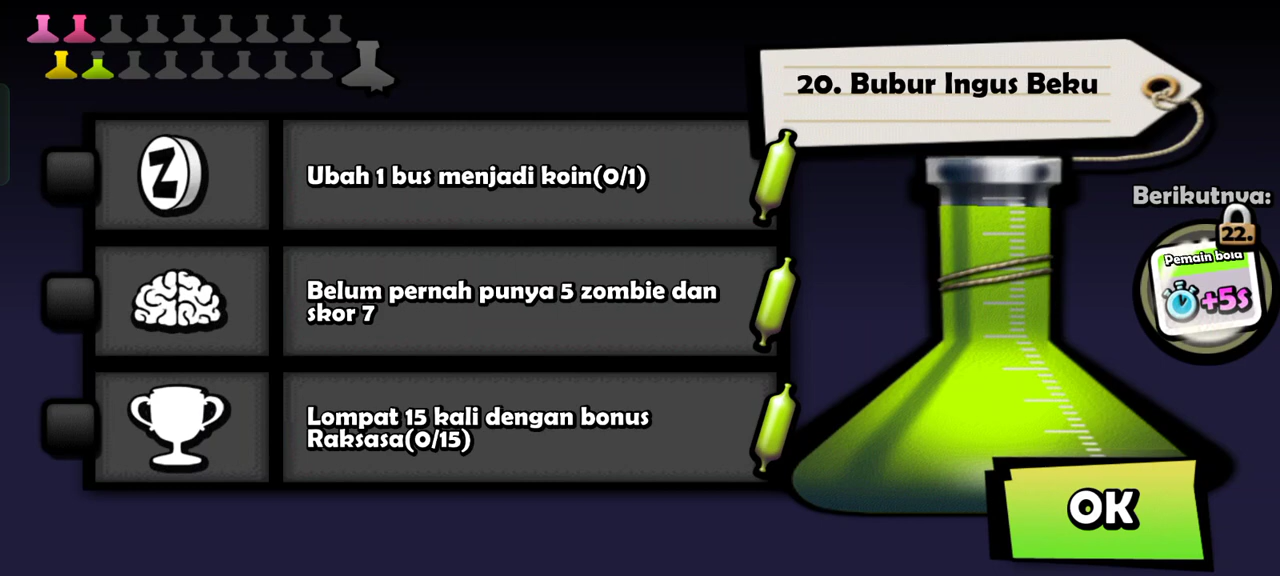 20. Bubur Ingus Beku
Z
Ubah 1 bus menjadi koin(0/1)
Belum pernah punya 5 zombie dan
skor 7
Lompat 15 kali dengan bonus
Raksasa(0/15)
Berikutnya:
22.
Pemain bola
+5s
OK